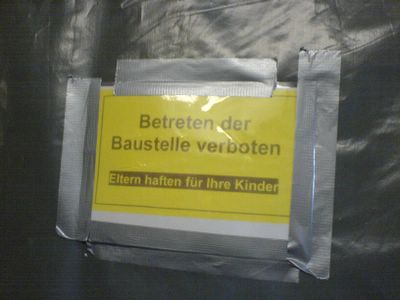 Betreten der
Baustelle verboten
Eltern haften für Ihre Kinder